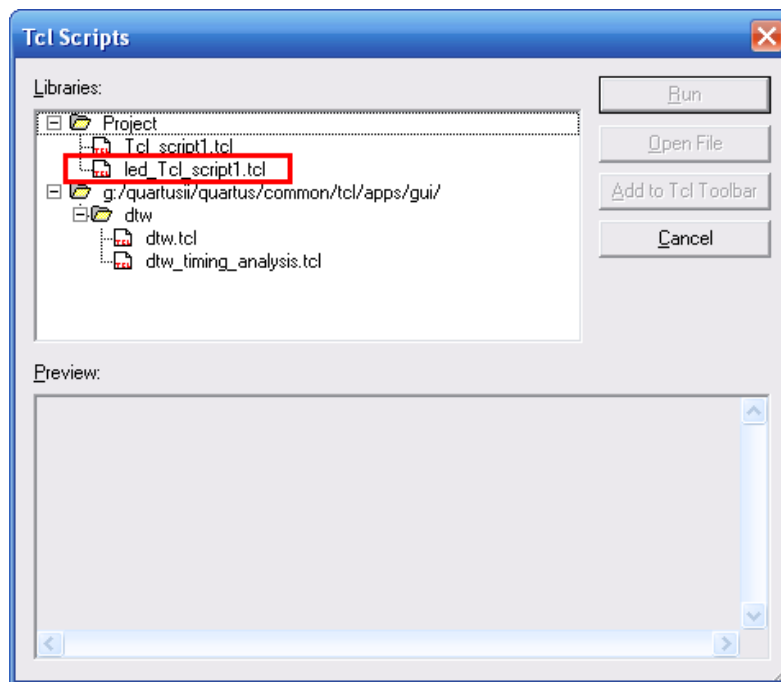 Tcl Scripts
Libraries:
Project
Tcl_script1.tcl
led_Tcl_script1.tcl
g:/quartusii/quartus/common/tcl/apps/gui/
dtw
dtw.tcl
dtw_timing_analysis.tcl
Run
Open File
Add to Tcl Toolbar
Cancel
Preview: